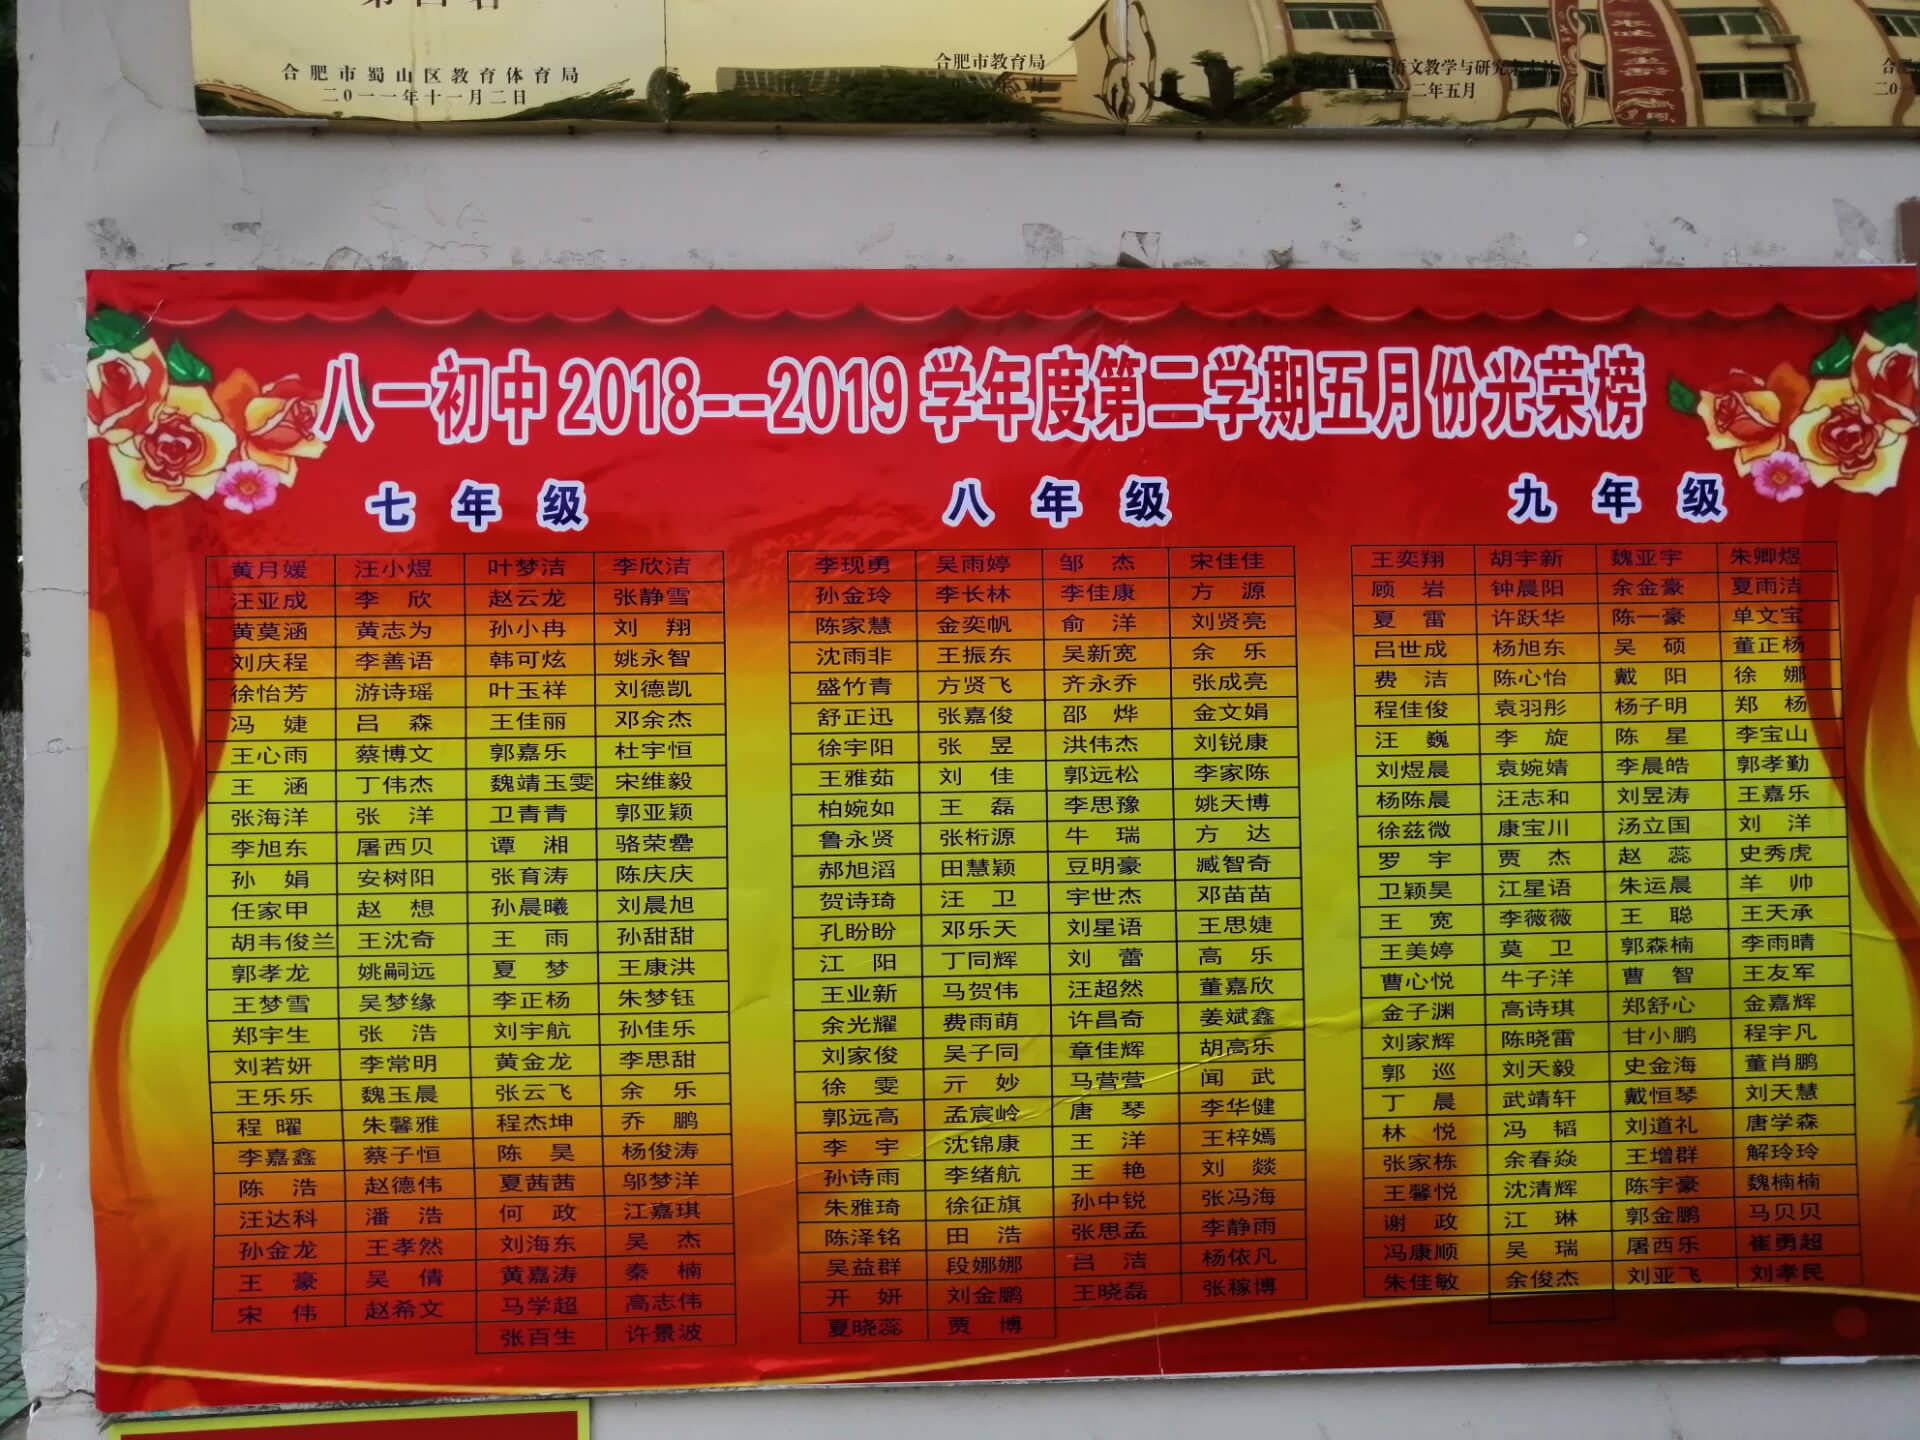 合肥市蜀山区教育体育局
二0一一年十一月二日
合肥市教育局
语文教学与研究
二年五月
八一初中2018--2019学年度第二学期五月份光荣榜
七年级 八年级 九年级
黄月媛 汪小煜 叶梦洁 李欣洁 李现勇 吴雨婷 邹杰 宋佳佳 王奕翔 胡宇新 魏亚宇 朱卿煜
汪亚成 李欣 赵云龙 张静雪 孙金玲 李长林 李佳康 方源 顾岩 钟晨阳 余金豪 夏雨洁
黄莫涵 黄志为 孙小冉 刘翔 陈家慧 金奕帆 俞洋 刘贤亮 夏雷 许跃华 陈一豪 单文宝
刘庆程 李善语 韩可炫 姚永智 沈雨非 王振东 吴新宽 余乐 吕世成 杨旭东 吴硕 董正杨
徐怡芳 游诗瑶 叶玉祥 刘德凯 盛竹青 方贤飞 齐永乔 张成亮 费洁 陈心怡 戴阳 徐娜
冯婕 吕森 王佳丽 邓余杰 舒正迅 张嘉俊 邵烨 金文娟 程佳俊 袁羽彤 杨子明 郑杨
王心雨 蔡博文 郭嘉乐 杜宇恒 徐宇阳 张昱 洪伟杰 刘锐康 汪巍 李旋 陈星 李宝山
王涵 丁伟杰 魏靖玉雯 宋维毅 王雅茹 刘佳 郭远松 李家陈 刘煜晨 袁婉婧 李晨皓 郭孝勤
张海洋 张洋 卫青青 郭亚颖 柏婉如 王磊 李思豫 姚天博 杨陈晨 汪志和 刘昱涛 王嘉乐
李旭东 屠西贝 谭湘 骆荣罍 鲁永贤 张桁源 牛瑞 方达 徐兹微 康宝川 汤立国 刘洋
孙娟 安树阳 张育涛 陈庆庆 郝旭滔 田慧颖 豆明豪 臧智奇 罗宇 贾杰 赵蕊 史秀虎
任家甲 赵想 孙晨曦 刘晨旭 贺诗琦 汪卫 宇世杰 邓苗苗 卫颖昊 江星语 朱运晨 羊帅
胡韦俊兰 王沈奇 王雨 孙甜甜 孔盼盼 邓乐天 刘星语 王思婕 王宽 李薇薇 王聪 王天承
郭孝龙 姚嗣远 夏梦 王康洪 江阳 丁同辉 刘蕾 高乐 王美婷 莫卫 郭森楠 李雨晴
王梦雪 吴梦缘 李正杨 朱梦钰 王业新 马贺伟 汪超然 董嘉欣 曹心悦 牛子洋 曹智 王友军
郑宇生 张浩 刘宇航 孙佳乐 余光耀 费雨萌 许昌奇 姜斌鑫 金子渊 高诗琪 郑舒心 金嘉辉
刘若妍 李常明 黄金龙 李思甜 刘家俊 吴子同 章佳辉 胡高乐 刘家辉 陈晓雷 甘小鹏 程宇凡
王乐乐 魏玉晨 张云飞 余乐 徐雯 亓妙 马营营 闻武 郭巡 刘天毅 史金海 董肖鹏
程曜 朱馨雅 程杰坤 乔鹏 郭远高 孟宸岭 唐琴 李华健 丁晨 武靖轩 戴恒琴 刘天慧
李嘉鑫 蔡子恒 陈昊 杨俊涛 李宇 沈锦康 王洋 王梓嫣 林悦 冯韬 刘道礼 唐学森
陈浩 赵德伟 夏茜茜 邬梦洋 孙诗雨 李绪航 王艳 刘燚 张家栋 余春焱 王增群 解玲玲
汪达科 潘浩 何政 江嘉琪 朱雅琦 徐征旗 孙中锐 张冯海 王馨悦 沈清辉 陈宇豪 魏楠楠
孙金龙 王孝然 刘海东 吴杰 陈泽铭 田浩 张思孟 李静雨 谢政 江琳 郭金鹏 马贝贝
王豪 吴倩 黄嘉涛 秦楠 吴益群 段娜娜 吕洁 杨依凡 冯康顺 吴瑞 屠西乐 崔勇超
宋伟 赵希文 马学超 高志伟 开妍 刘金鹏 王晓磊 张稼博 朱佳敏 余俊杰 刘亚飞 刘孝民
张百生 许景波 夏晓蕊 贾博